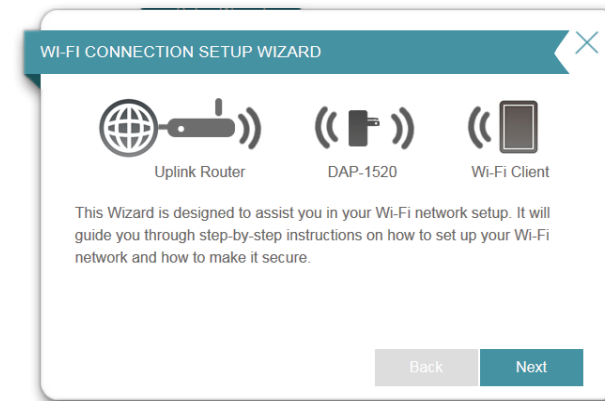 WI-FI CONNECTION SETUP WIZARD
Uplink Router
DAP-1520
Wi-Fi Client
This Wizard is designed to assist you in your Wi-Fi network setup. It will
guide you through step-by-step instructions on how to set up your Wi-Fi
network and how to make it secure.
Back
Next